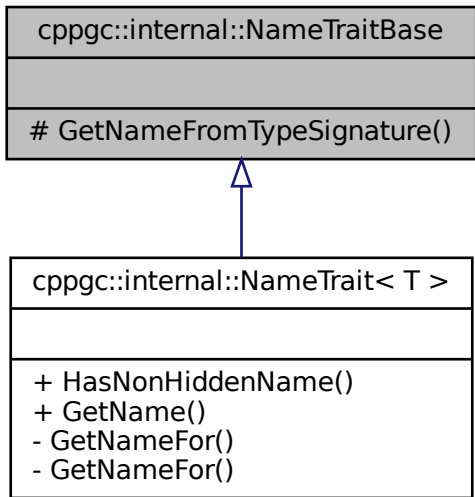 cppgc::internal::NameTraitBase
# GetNameFromTypeSignature()
cppgc::internal::NameTrait< T >
+ HasNonHiddenName()
+ GetName()
- GetNameFor()
- GetNameFor()